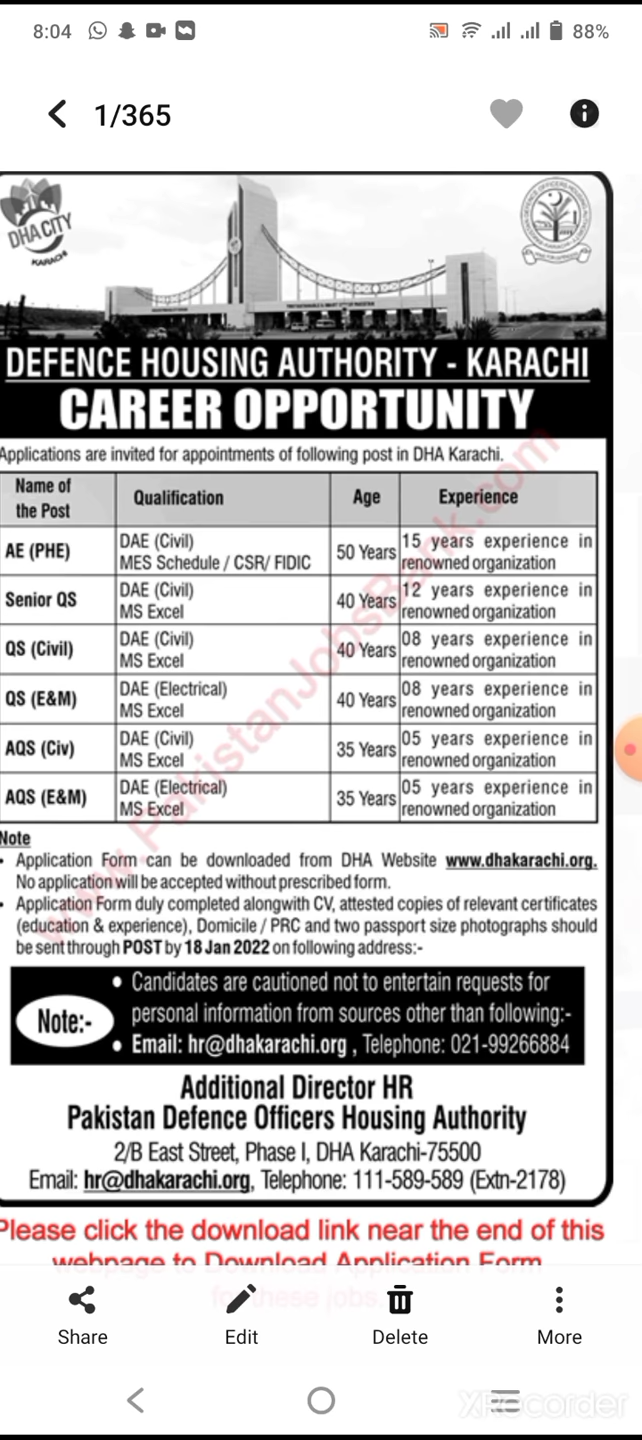 8:04
88%
1/365
DHA CITY
KARACHI
DEFENCE HOUSING AUTHORITY - KARACHI
CAREER OPPORTUNITY
Applications are invited for appointments of following post in DHA Karachi.
Name of the Post Qualification Age Experience
AE (PHE) DAE (Civil) MES Schedule / CSR/ FIDIC 50 Years 15 years experience in renowned organization
Senior QS DAE (Civil) MS Excel 40 Years 12 years experience in renowned organization
QS (Civil) DAE (Civil) MS Excel 40 Years 08 years experience in renowned organization
QS (E&M) DAE (Electrical) MS Excel 40 Years 08 years experience in renowned organization
AQS (Civ) DAE (Civil) MS Excel 35 Years 05 years experience in renowned organization
AQS (E&M) DAE (Electrical) MS Excel 35 Years 05 years experience in renowned organization
www.PakistanJobsBank.com
Note
• Application Form can be downloaded from DHA Website www.dhakarachi.org.
No application will be accepted without prescribed form.
• Application Form duly completed alongwith CV, attested copies of relevant certificates
(education & experience), Domicile / PRC and two passport size photographs should
be sent through POST by 18 Jan 2022 on following address:-
Note:-
• Candidates are cautioned not to entertain requests for
personal information from sources other than following:-
• Email: hr@dhakarachi.org , Telephone: 021-99266884
Additional Director HR
Pakistan Defence Officers Housing Authority
2/B East Street, Phase I, DHA Karachi-75500
Email: hr@dhakarachi.org, Telephone: 111-589-589 (Extn-2178)
Please click the download link near the end of this
webpage to Download Application Form
for these jobs.
Share Edit Delete More
XRecorder